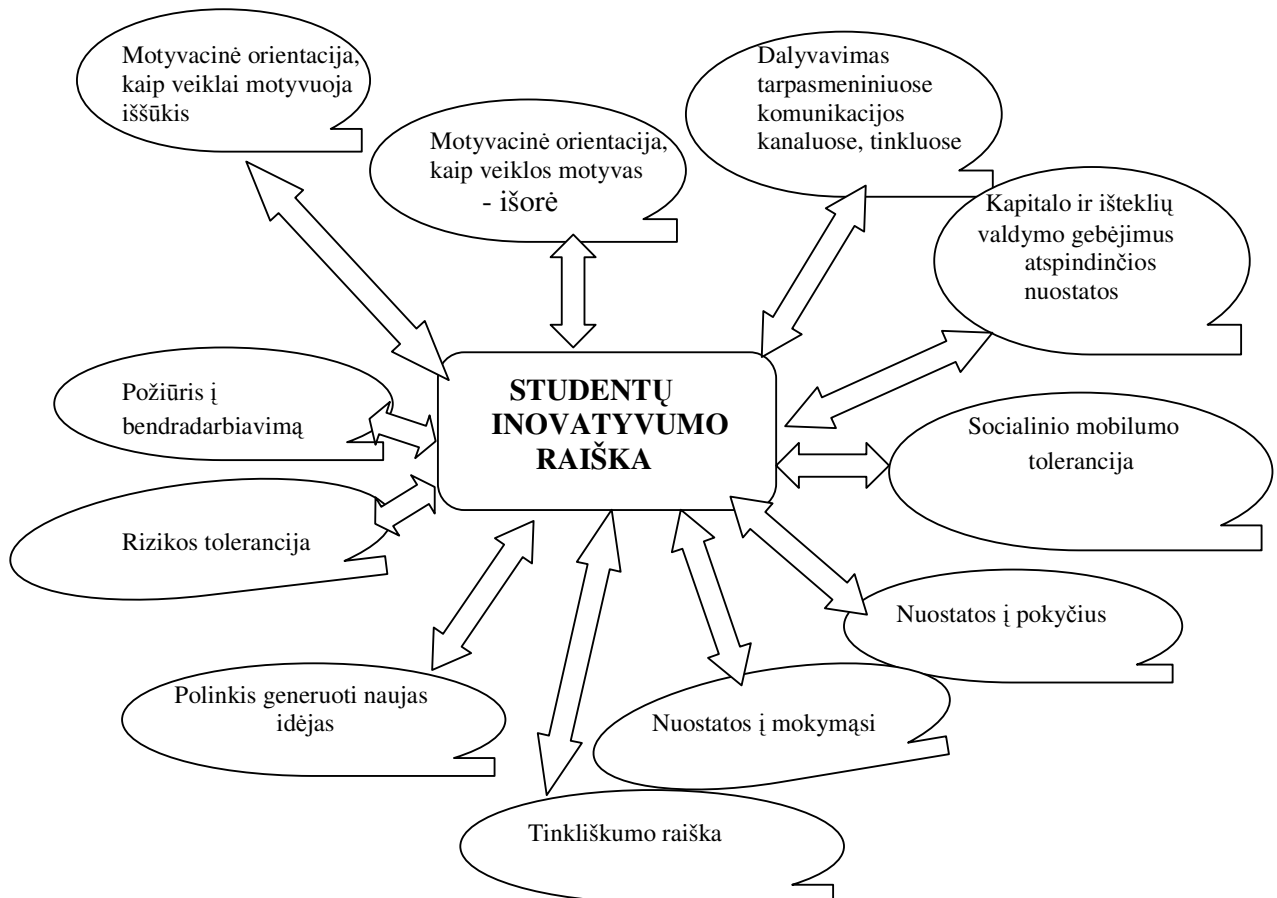 Motyvacinė orientacija,
kaip veiklai motyvuoja
iššūkis
Motyvacinė orientacija,
kaip veiklos motyvas
- išorė
Dalyvavimas
tarpasmeniniuose
komunikacijos
kanaluose, tinkluose
Kapitalo ir išteklių
valdymo gebėjimus
atspindinčios
nuostatos
Požiūris į
bendradarbiavimą
STUDENTŲ
INOVATYVUMO
RAIŠKA
Socialinio mobilumo
tolerancija
Rizikos tolerancija
Nuostatos į pokyčius
Polinkis generuoti naujas
idėjas
Nuostatos į mokymąsi
Tinkliškumo raiška